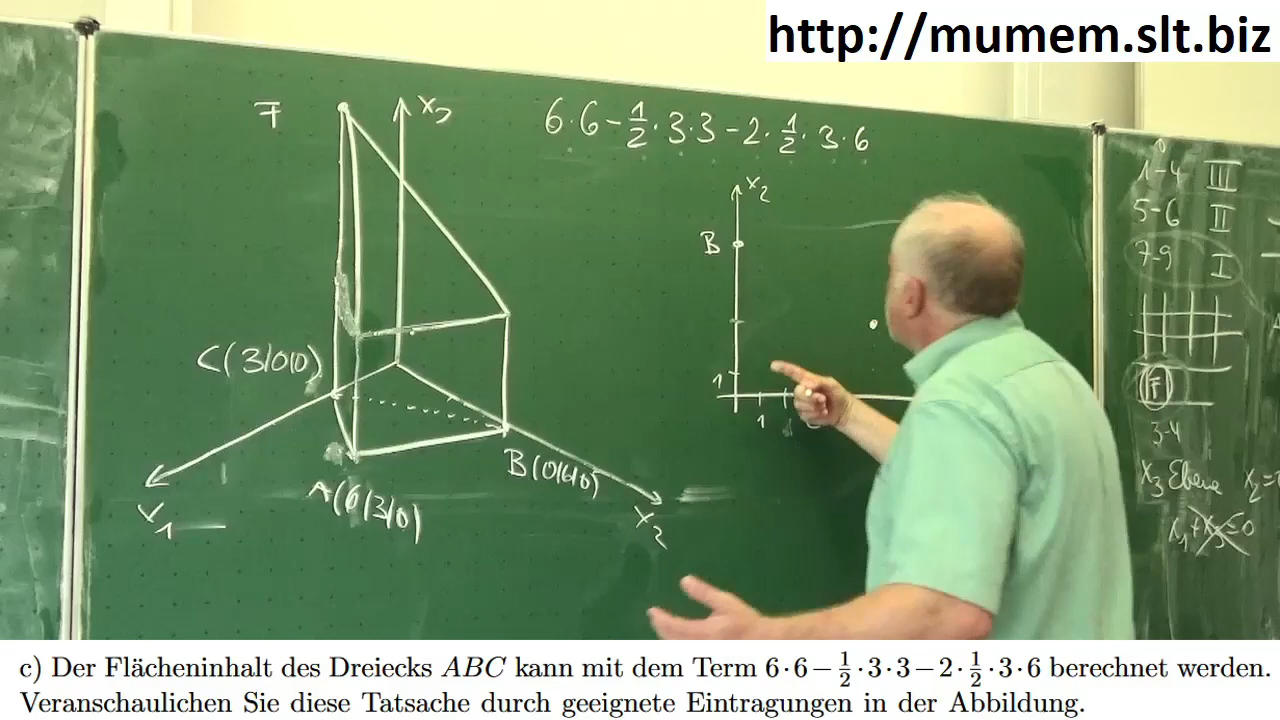 http://mumem.slt.biz
F
x₃
6·6 − 1/2 · 3·3 − 2 · 1/2 · 3·6
x₂
B
1
1
C(3|0|0)
A(6|3|0)
B(0|6|0)
x₁
x₂
1-4 III
5-6 II
7-9 I
F
3-4
x₃ Ebene x₂=
c) Der Flächeninhalt des Dreiecks ABC kann mit dem Term 6·6−1/2·3·3−2·1/2·3·6 berechnet werden.
Veranschaulichen Sie diese Tatsache durch geeignete Eintragungen in der Abbildung.